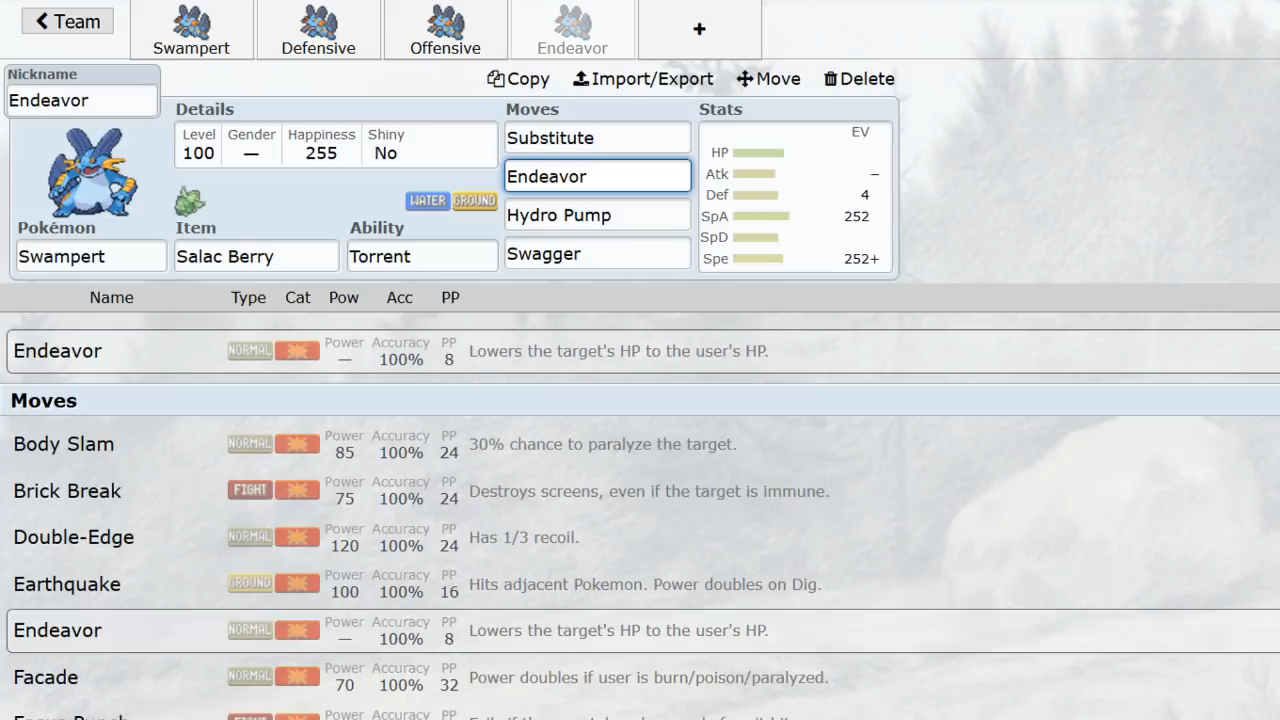 Team
Swampert
Defensive
Offensive
Endeavor
+
Copy
Import/Export
Move
Delete
Nickname
Endeavor
Details
Moves
Stats
Level
100
Gender
—
Happiness
255
Shiny
No
WATER
GROUND
Pokémon
Swampert
Item
Salac Berry
Ability
Torrent
Substitute
Endeavor
Hydro Pump
Swagger
EV
HP
Atk –
Def 4
SpA 252
SpD
Spe 252+
Name Type Cat Pow Acc PP
Endeavor NORMAL Power — Accuracy 100% PP 8 Lowers the target's HP to the user's HP.
Moves
Body Slam NORMAL Power 85 Accuracy 100% PP 24 30% chance to paralyze the target.
Brick Break FIGHT Power 75 Accuracy 100% PP 24 Destroys screens, even if the target is immune.
Double-Edge NORMAL Power 120 Accuracy 100% PP 24 Has 1/3 recoil.
Earthquake GROUND Power 100 Accuracy 100% PP 16 Hits adjacent Pokemon. Power doubles on Dig.
Endeavor NORMAL Power — Accuracy 100% PP 8 Lowers the target's HP to the user's HP.
Facade NORMAL Power 70 Accuracy 100% PP 32 Power doubles if user is burn/poison/paralyzed.